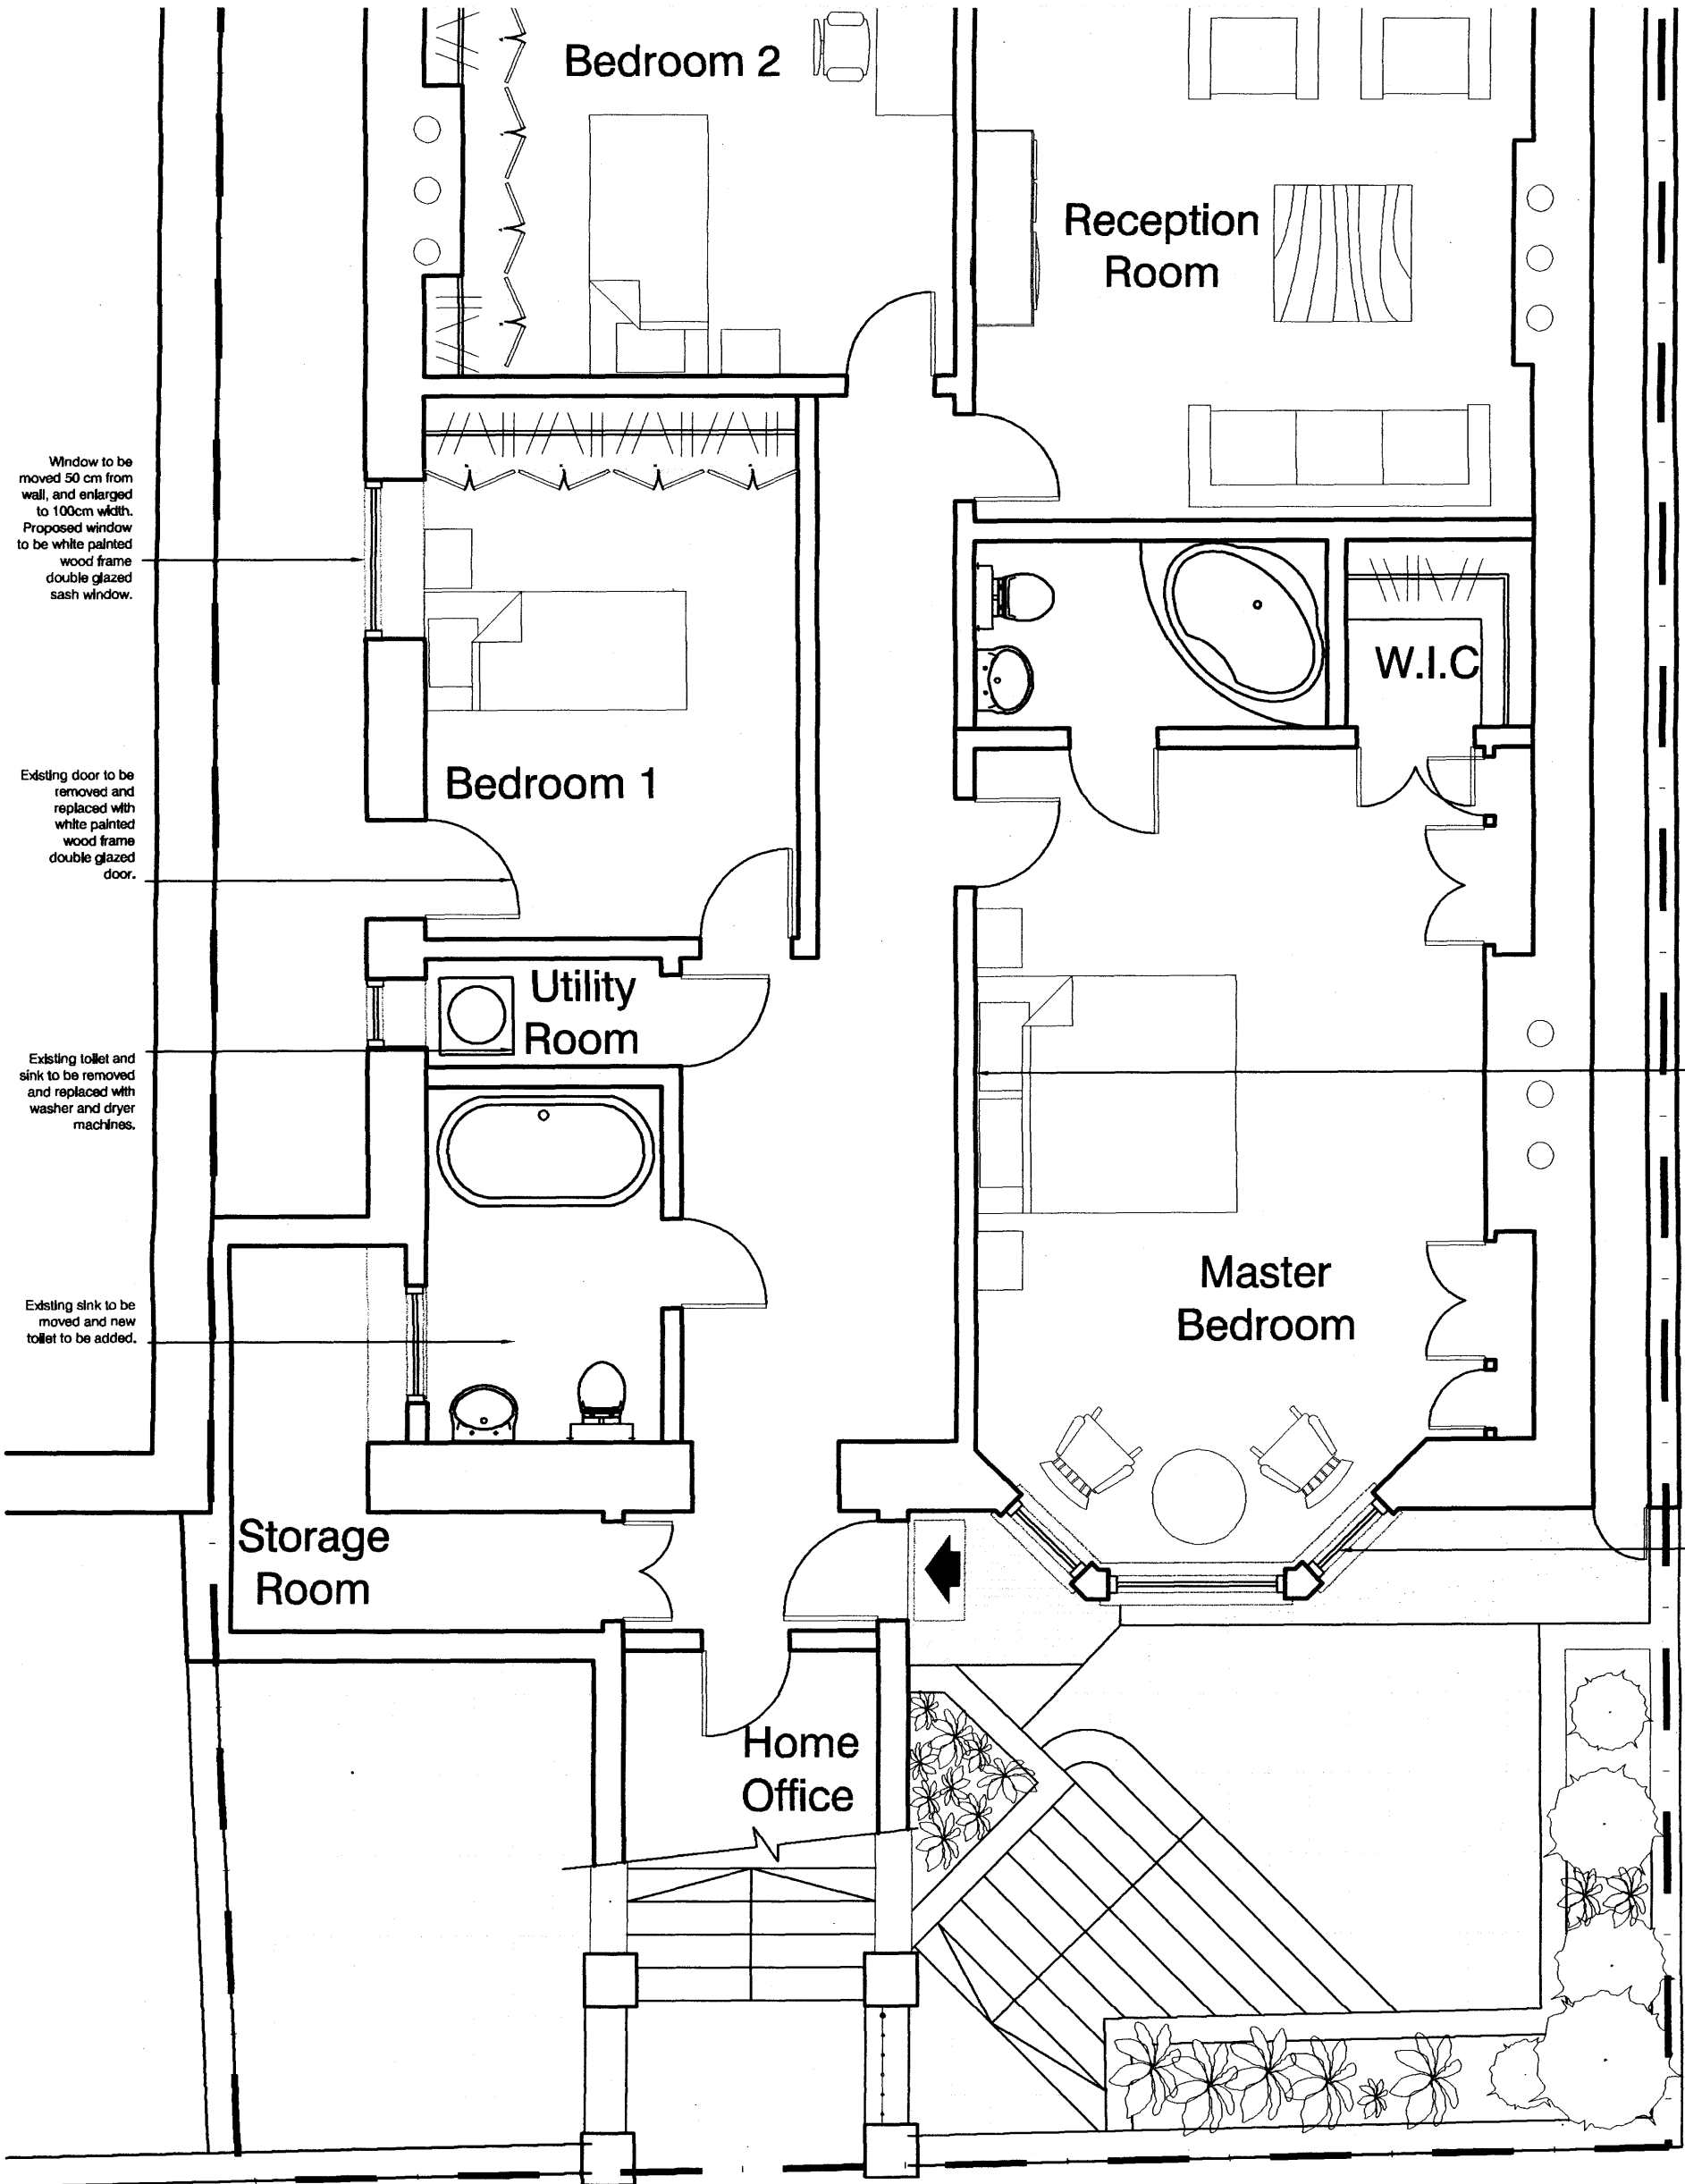 Bedroom 2
Reception
Room
Window to be
moved 50 cm from
wall, and enlarged
to 100cm width.
Proposed window
to be white painted
wood frame
double glazed
sash window.
W.I.C
Bedroom 1
Existing door to be
removed and
replaced with
white painted
wood frame
double glazed
door.
Utility
Room
Existing toilet and
sink to be removed
and replaced with
washer and dryer
machines.
Master
Bedroom
Existing sink to be
moved and new
toilet to be added.
Storage
Room
Home
Office